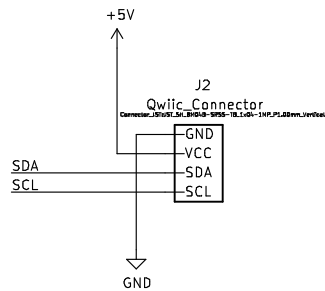 +5V
J2
Qwiic_Connector
Connector_JST:JST_SH_BM04B-SRSS-TB_1x04-1MP_P1.00mm_Vertical
GND
VCC
SDA
SDA
SCL
SCL
GND